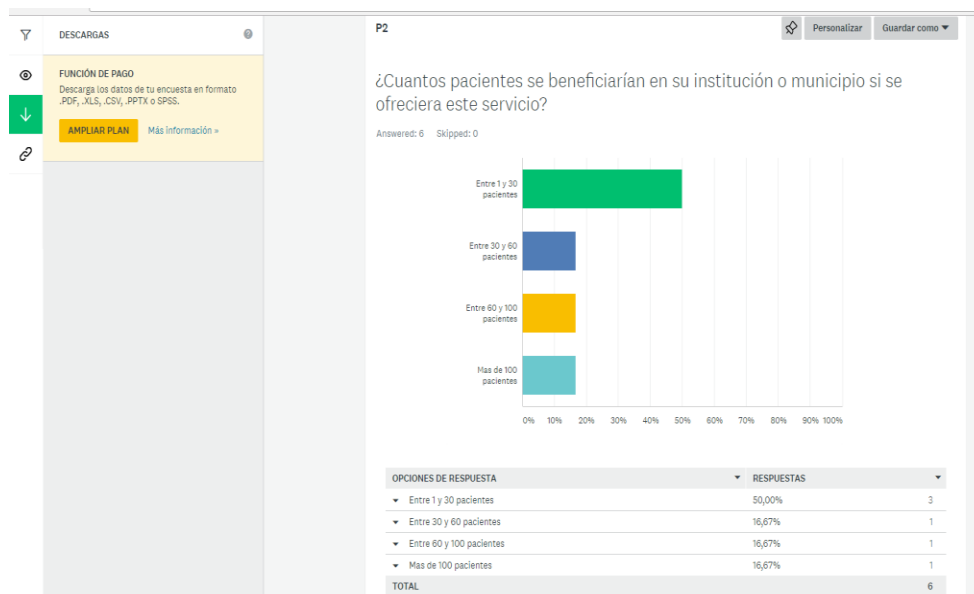 DESCARGAS
FUNCIÓN DE PAGO
Descarga los datos de tu encuesta en formato
.PDF, .XLS, .CSV, .PPTX o SPSS.
AMPLIAR PLAN Más información »
P2
Personalizar Guardar como
¿Cuantos pacientes se beneficiarían en su institución o municipio si se
ofreciera este servicio?
Answered: 6 Skipped: 0
Entre 1 y 30
pacientes
Entre 30 y 60
pacientes
Entre 60 y 100
pacientes
Mas de 100
pacientes
0% 10% 20% 30% 40% 50% 60% 70% 80% 90% 100%
OPCIONES DE RESPUESTA RESPUESTAS
Entre 1 y 30 pacientes 50,00% 3
Entre 30 y 60 pacientes 16,67% 1
Entre 60 y 100 pacientes 16,67% 1
Mas de 100 pacientes 16,67% 1
TOTAL 6